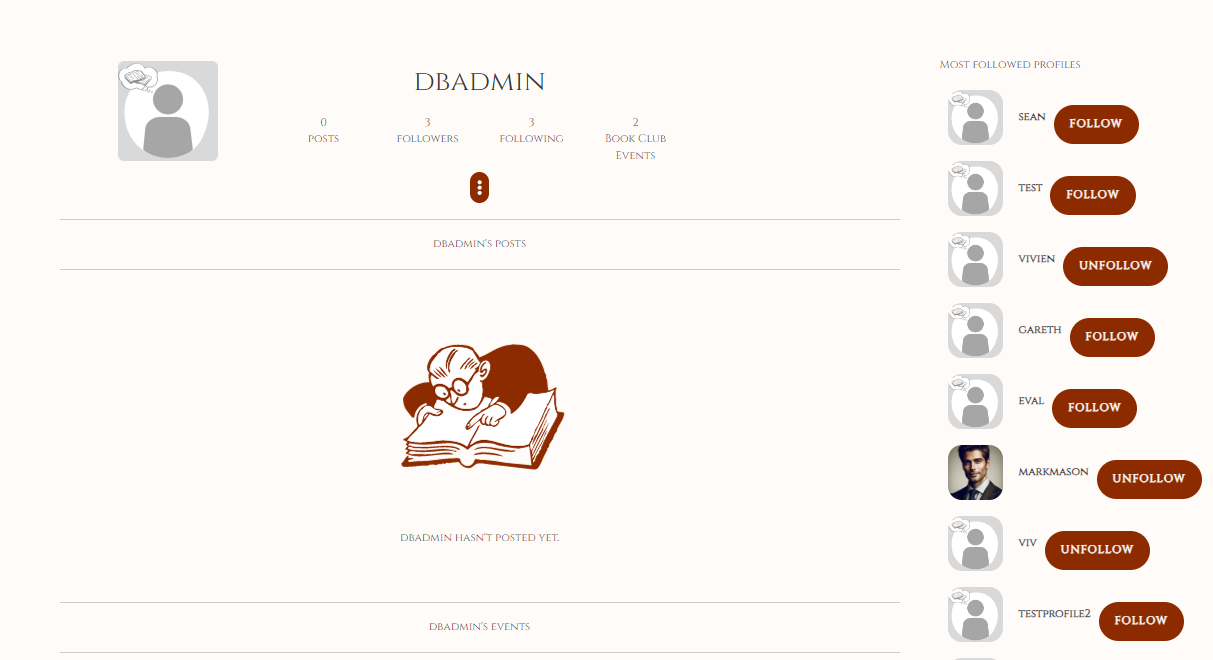 DBADMIN
0
POSTS
3
FOLLOWERS
3
FOLLOWING
2
BOOK CLUB
EVENTS
DBADMIN'S POSTS
DBADMIN HASN'T POSTED YET.
DBADMIN'S EVENTS
MOST FOLLOWED PROFILES
SEAN FOLLOW
TEST FOLLOW
VIVIEN UNFOLLOW
GARETH FOLLOW
EVAL FOLLOW
MARKMASON UNFOLLOW
VIV UNFOLLOW
TESTPROFILE2 FOLLOW